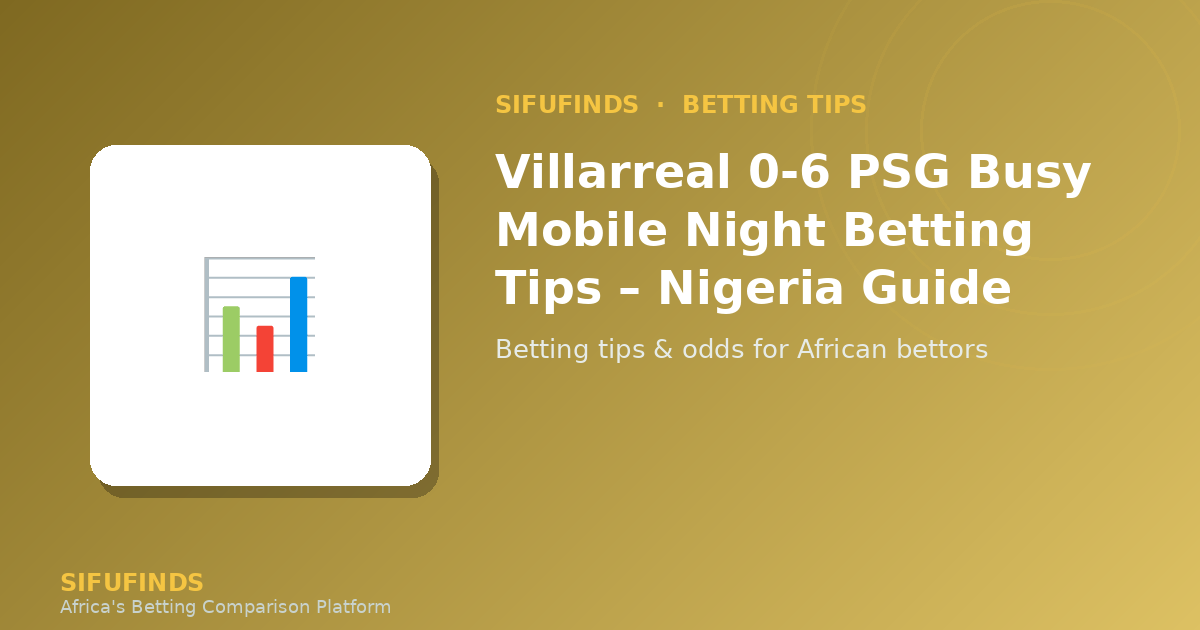 SIFUFINDS · BETTING TIPS
Villarreal 0-6 PSG Busy
Mobile Night Betting
Tips – Nigeria Guide
Betting tips & odds for African bettors
SIFUFINDS
Africa's Betting Comparison Platform